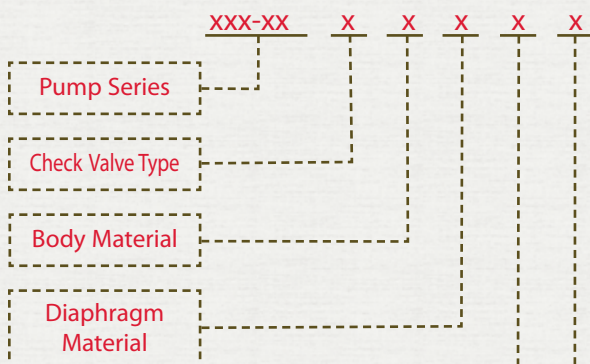 XXX-XX X X X X X
Pump Series
Check Valve Type
Body Material
Diaphragm
Material